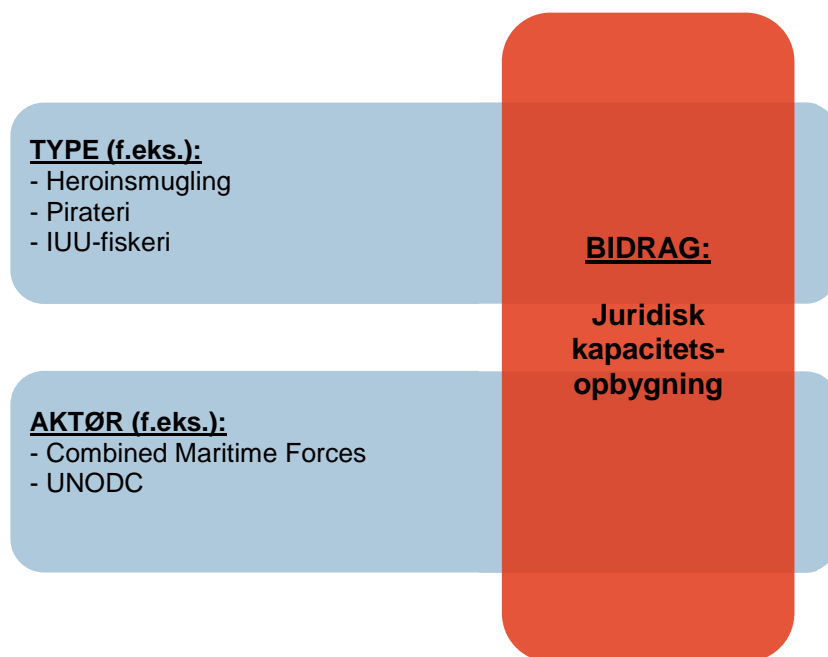 TYPE (f.eks.):
- Heroinsmugling
- Pirateri
- IUU-fiskeri
BIDRAG:
Juridisk
kapacitets-
opbygning
AKTØR (f.eks.):
- Combined Maritime Forces
- UNODC